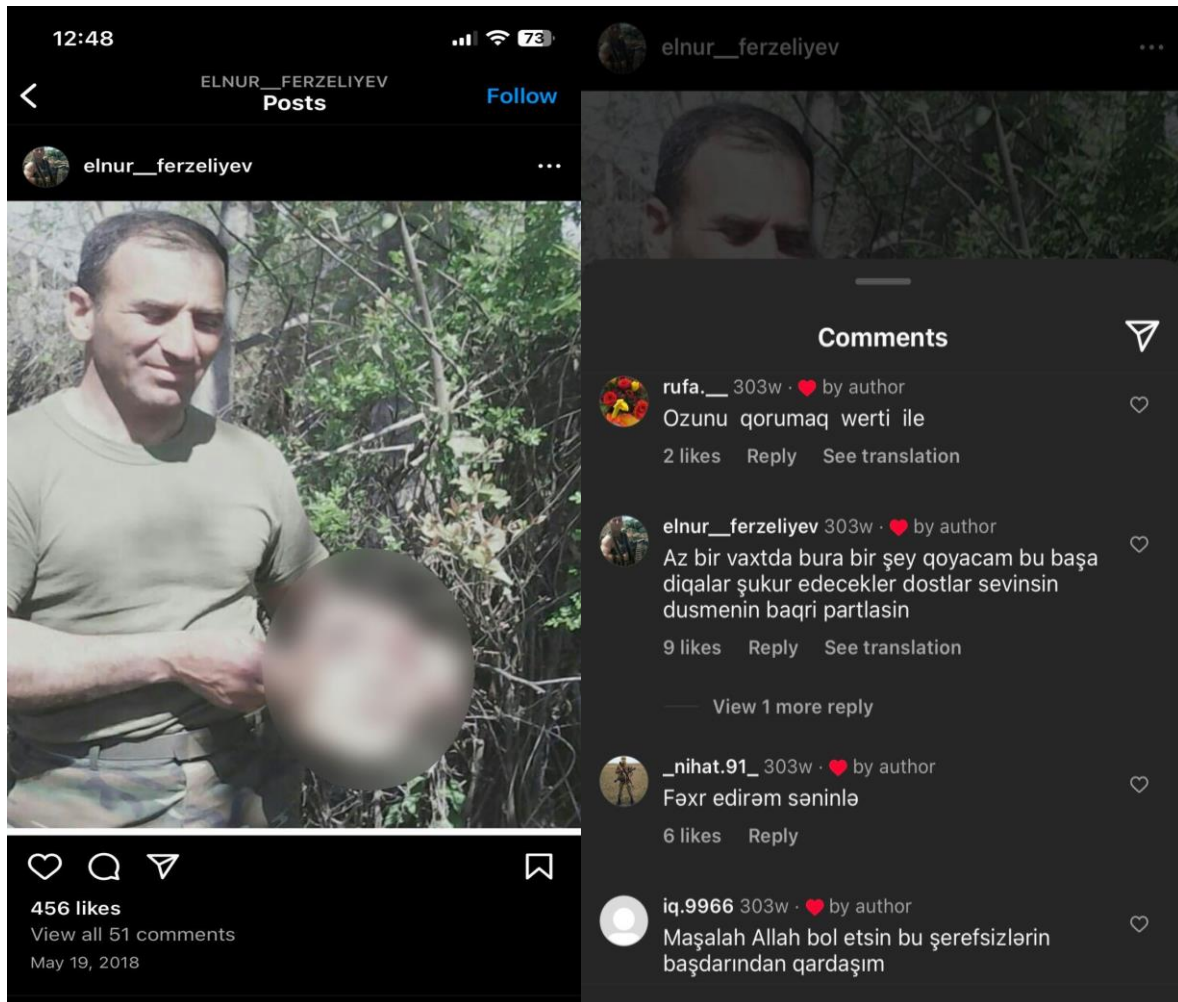 12:48
73
ELNUR__FERZELIYEV
Posts
Follow
elnur__ferzeliyev
456 likes
View all 51 comments
May 19, 2018
elnur__ferzeliyev
Comments
rufa.__ 303w · by author
Ozunu qorumaq werti ile
2 likes Reply See translation
elnur__ferzeliyev 303w · by author
Az bir vaxtda bura bir şey qoyacam bu başa
diqalar şukur edecekler dostlar sevinsin
dusmenin baqri partlasin
9 likes Reply See translation
View 1 more reply
_nihat.91_ 303w · by author
Fəxr edirəm səninlə
6 likes Reply
iq.9966 303w · by author
Maşalah Allah bol etsin bu şerefsizlərin
başdarından qardaşım